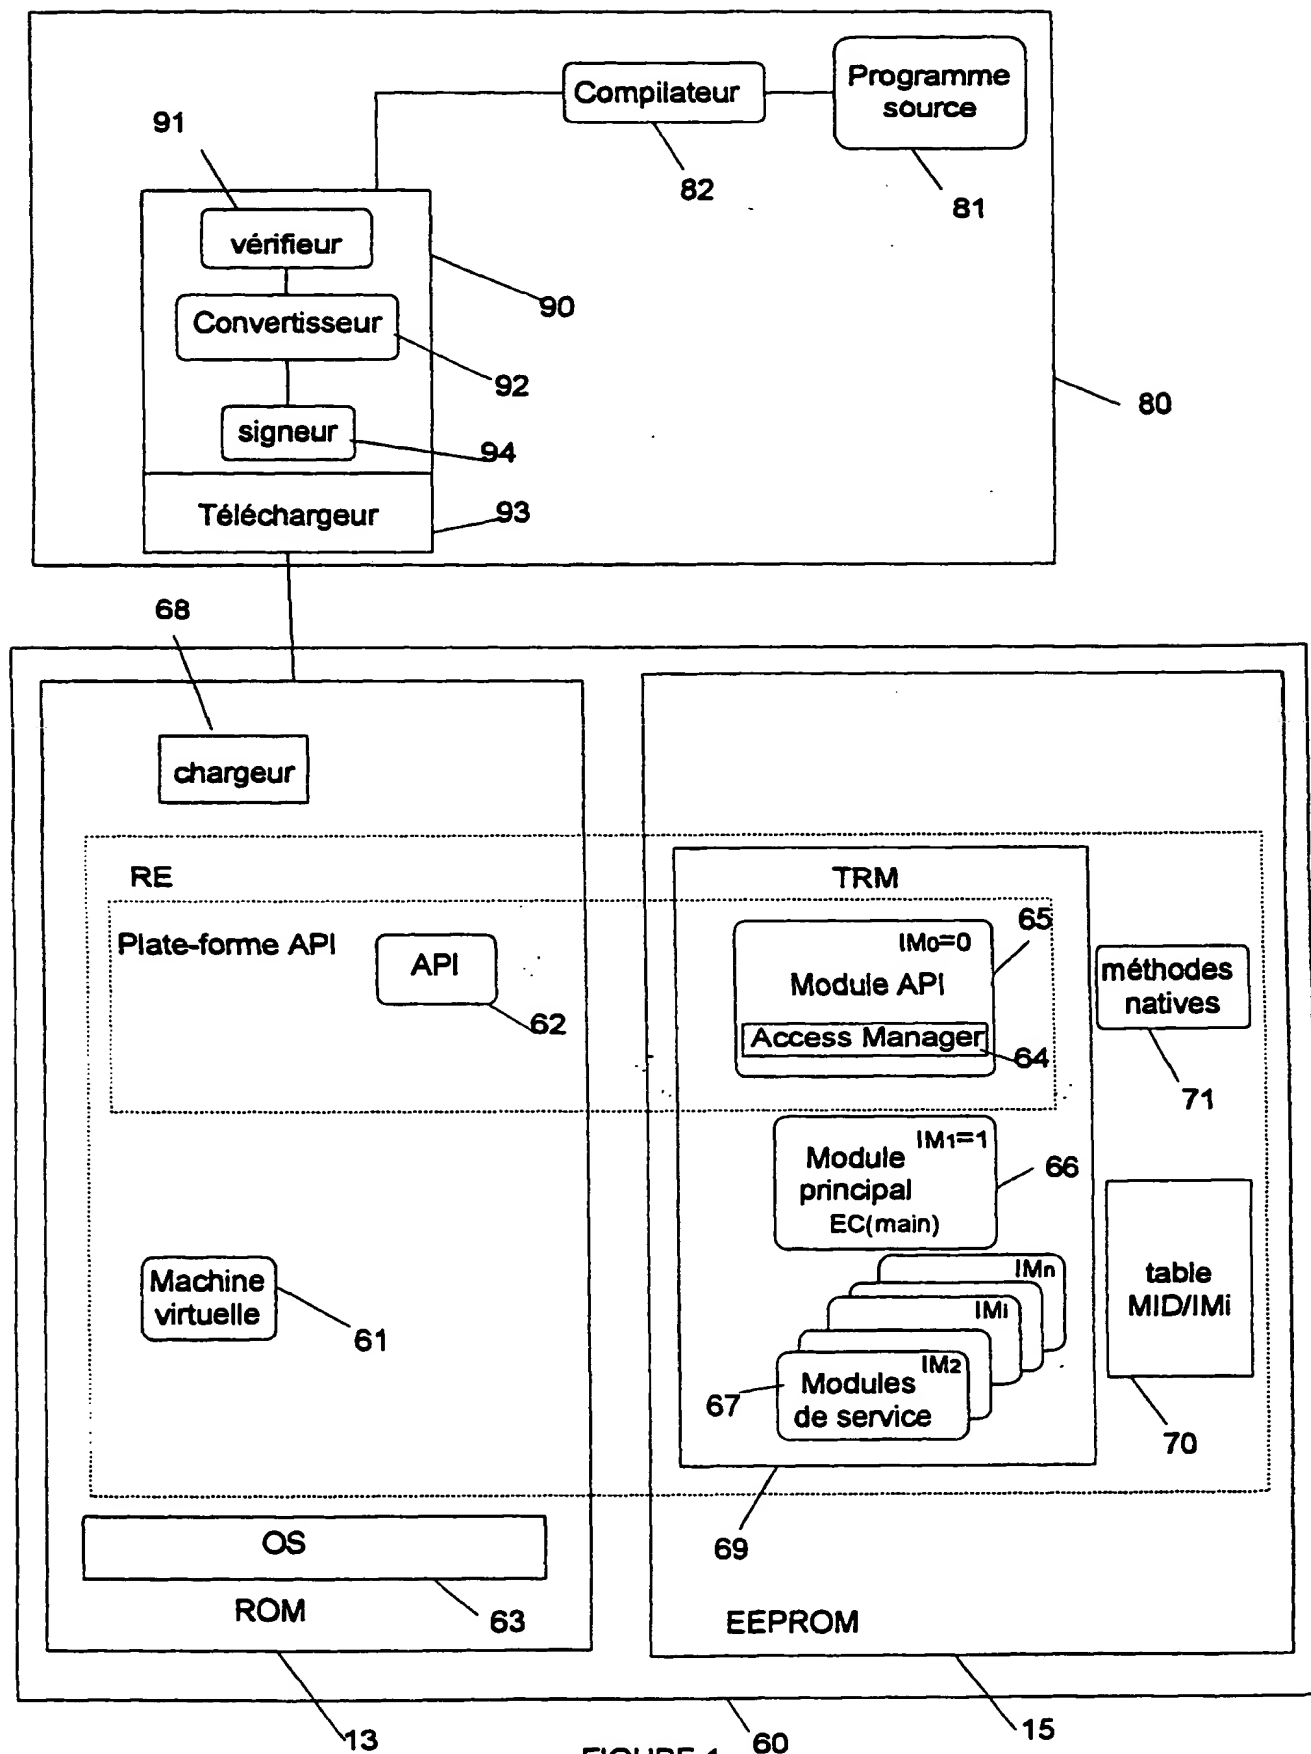 Compilateur
Programme
source
91
82
81
vérifieur
90
Convertisseur
92
80
signeur
94
Téléchargeur
93
68
chargeur
RE
TRM
Plate-forme API
API
62
IM0=0
65
Module API
Access Manager
64
méthodes
natives
71
IM1=1
Module
principal
EC(main)
66
Machine
virtuelle
61
IMn
IMi
IM2
67
Modules
de service
table
MID/IMi
70
69
OS
63
ROM
EEPROM
13
60
15
FIGURE 1